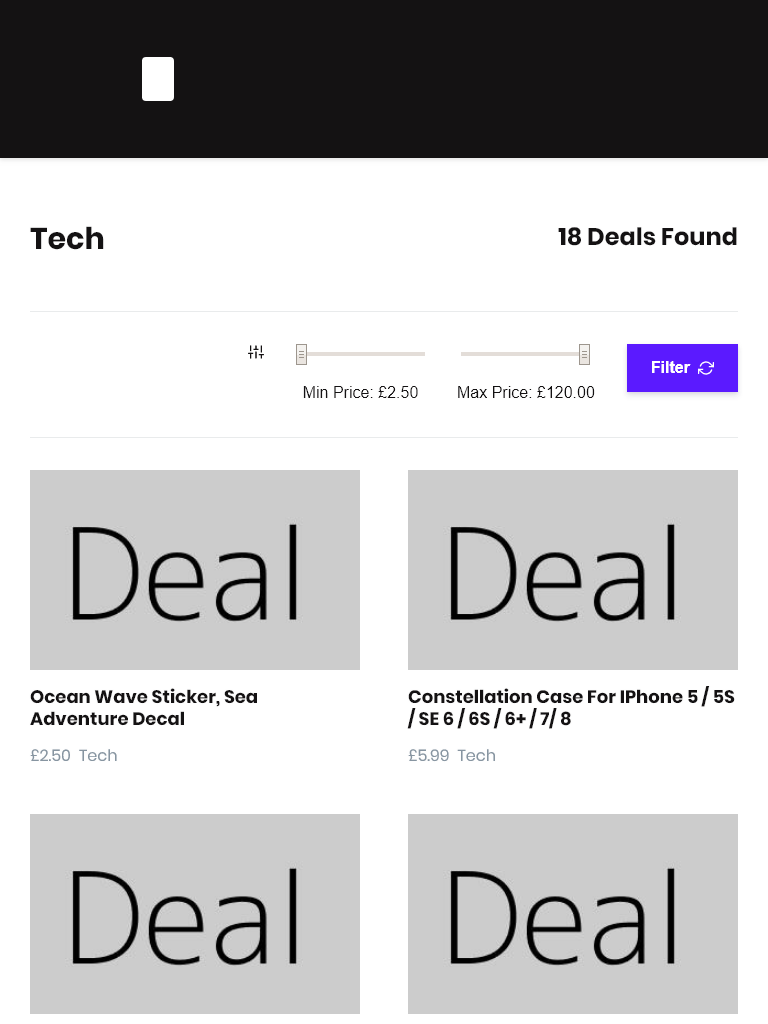 Tech
18 Deals Found
Min Price: £2.50
Max Price: £120.00
Filter
Deal
Deal
Ocean Wave Sticker, Sea
Adventure Decal
£2.50 Tech
Constellation Case For IPhone 5 / 5S
/ SE 6 / 6S / 6+ / 7/ 8
£5.99 Tech
Deal
Deal